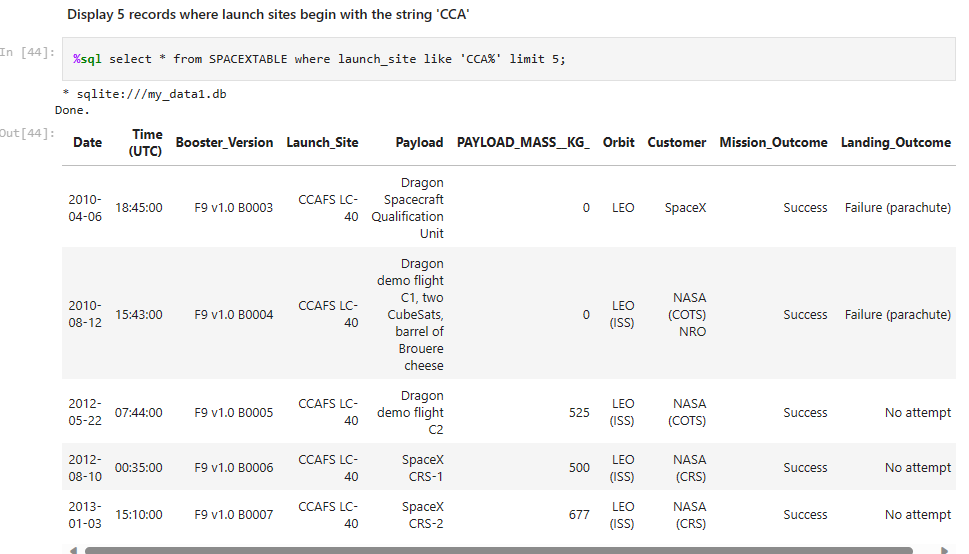 Display 5 records where launch sites begin with the string 'CCA'
In [44]:
%sql select * from SPACEXTABLE where launch_site like 'CCA%' limit 5;
* sqlite:///my_data1.db
Done.
Out[44]:
Date Time (UTC) Booster_Version Launch_Site Payload PAYLOAD_MASS__KG_ Orbit Customer Mission_Outcome Landing_Outcome
2010-04-06 18:45:00 F9 v1.0 B0003 CCAFS LC-40 Dragon Spacecraft Qualification Unit 0 LEO SpaceX Success Failure (parachute)
2010-08-12 15:43:00 F9 v1.0 B0004 CCAFS LC-40 Dragon demo flight C1, two CubeSats, barrel of Brouere cheese 0 LEO (ISS) NASA (COTS) NRO Success Failure (parachute)
2012-05-22 07:44:00 F9 v1.0 B0005 CCAFS LC-40 Dragon demo flight C2 525 LEO (ISS) NASA (COTS) Success No attempt
2012-08-10 00:35:00 F9 v1.0 B0006 CCAFS LC-40 SpaceX CRS-1 500 LEO (ISS) NASA (CRS) Success No attempt
2013-01-03 15:10:00 F9 v1.0 B0007 CCAFS LC-40 SpaceX CRS-2 677 LEO (ISS) NASA (CRS) Success No attempt